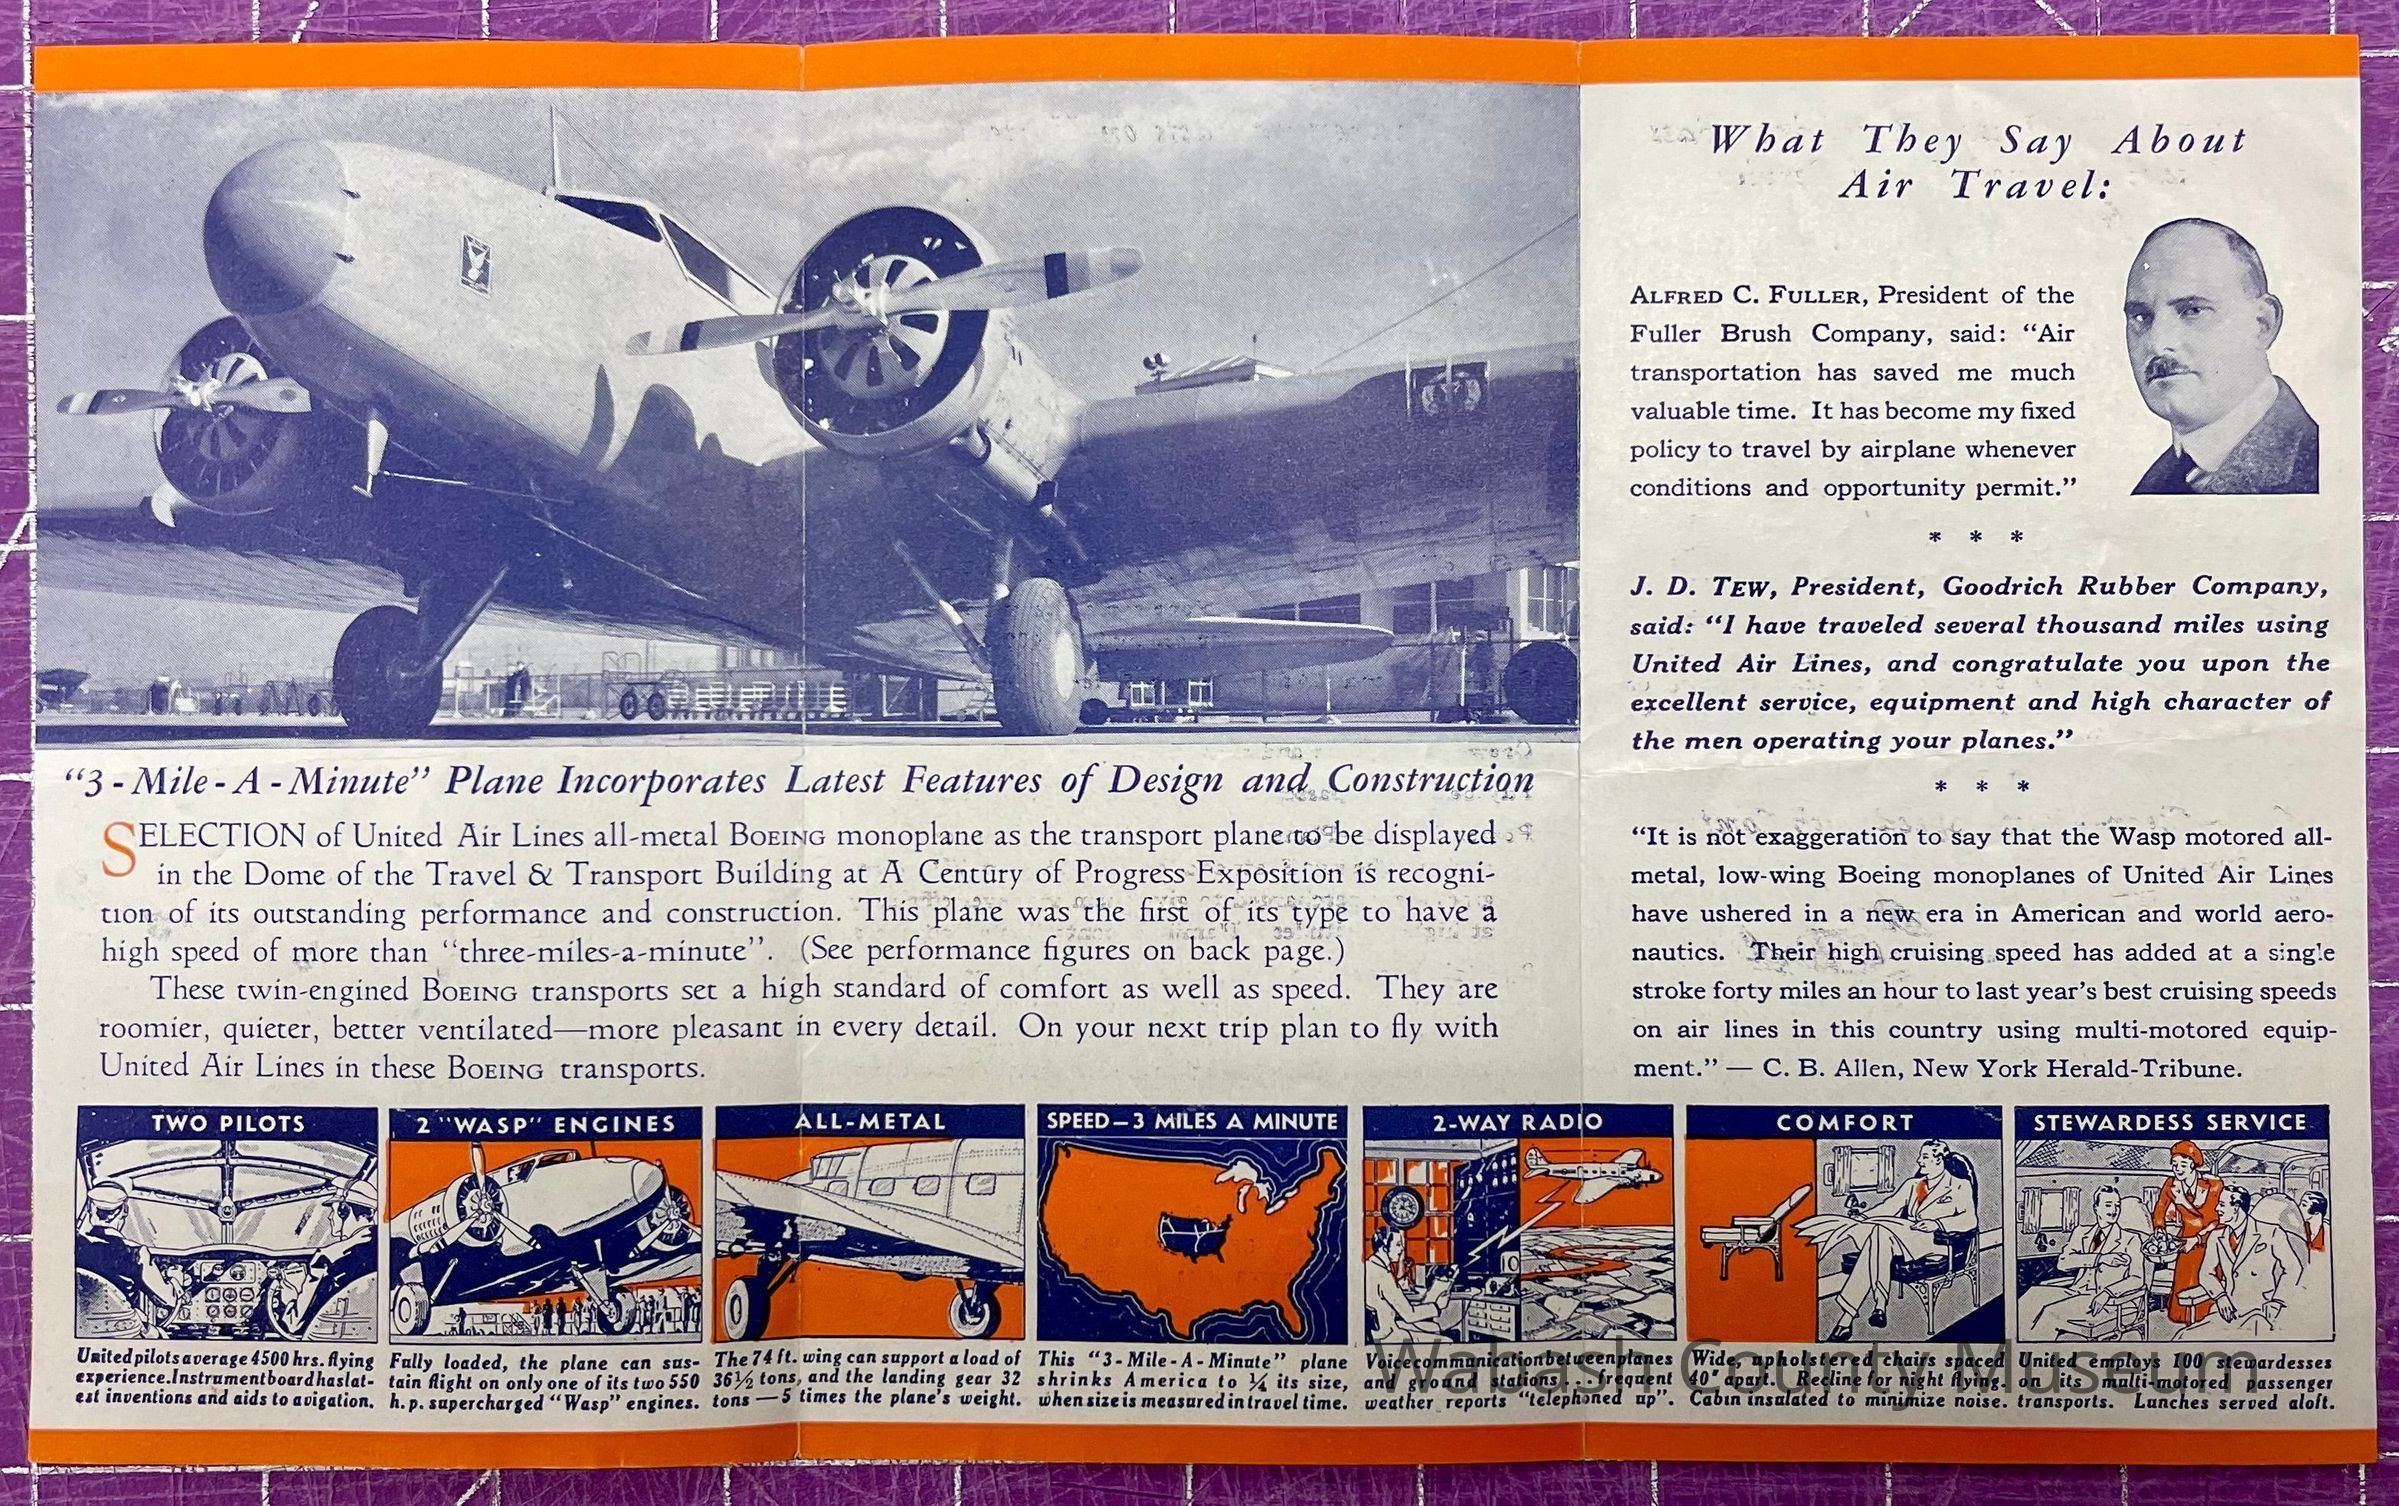 "3-Mile-A-Minute" Plane Incorporates Latest Features of Design and Construction
SELECTION of United Air Lines all-metal BOEING monoplane as the transport plane to be displayed
in the Dome of the Travel & Transport Building at A Century of Progress Exposition is recogni-
tion of its outstanding performance and construction. This plane was the first of its type to have a
high speed of more than "three-miles-a-minute". (See performance figures on back page.)
These twin-engined BOEING transports set a high standard of comfort as well as speed. They are
roomier, quieter, better ventilated—more pleasant in every detail. On your next trip plan to fly with
United Air Lines in these BOEING transports.
What They Say About
Air Travel:
ALFRED C. FULLER, President of the
Fuller Brush Company, said: "Air
transportation has saved me much
valuable time. It has become my fixed
policy to travel by airplane whenever
conditions and opportunity permit."
* * *
J. D. TEW, President, Goodrich Rubber Company,
said: "I have traveled several thousand miles using
United Air Lines, and congratulate you upon the
excellent service, equipment and high character of
the men operating your planes."
* * *
"It is not exaggeration to say that the Wasp motored all-
metal, low-wing Boeing monoplanes of United Air Lines
have ushered in a new era in American and world aero-
nautics. Their high cruising speed has added at a single
stroke forty miles an hour to last year's best cruising speeds
on air lines in this country using multi-motored equip-
ment." — C. B. Allen, New York Herald-Tribune.
TWO PILOTS
United pilots average 4500 hrs. flying
experience. Instrument board has lat-
est inventions and aids to avigation.
2 "WASP" ENGINES
Fully loaded, the plane can sus-
tain flight on only one of its two 550
h.p. supercharged "Wasp" engines.
ALL-METAL
The 74 ft. wing can support a load of
36½ tons, and the landing gear 32
tons—5 times the plane's weight.
SPEED—3 MILES A MINUTE
This "3-Mile-A-Minute" plane
shrinks America to ¼ its size,
when size is measured in travel time.
2-WAY RADIO
Voice communication between planes
and ground stations... frequent
weather reports "telephoned up".
COMFORT
Wide, upholstered chairs spaced
40" apart. Recline for night flying.
Cabin insulated to minimize noise.
STEWARDESS SERVICE
United employs 100 stewardesses
on its multi-motored passenger
transports. Lunches served aloft.
Wabash County Museum